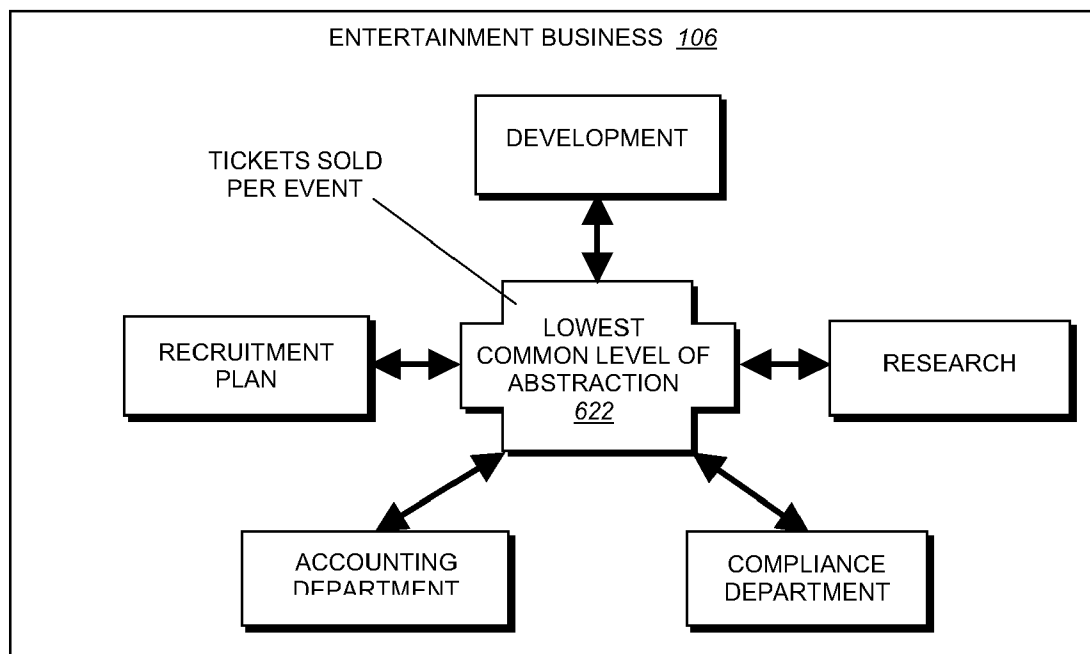 ENTERTAINMENT BUSINESS 106
DEVELOPMENT
TICKETS SOLD
PER EVENT
LOWEST
COMMON LEVEL OF
ABSTRACTION
622
RECRUITMENT
PLAN
RESEARCH
ACCOUNTING
DEPARTMENT
COMPLIANCE
DEPARTMENT